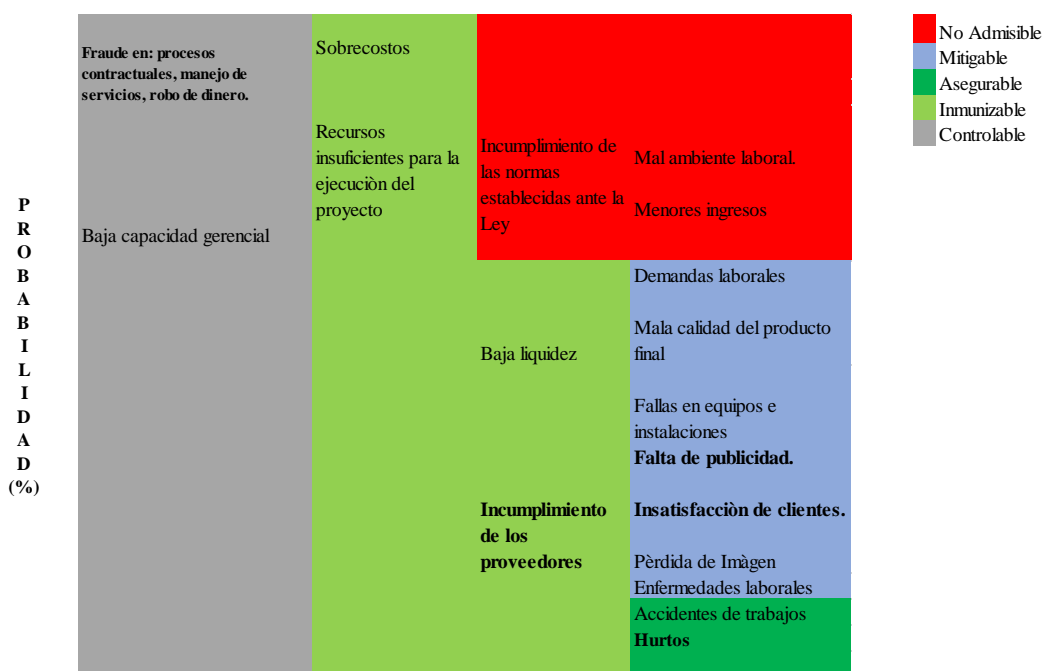 P
R
O
B
A
B
I
L
I
D
A
D
(%)
Fraude en: procesos
contractuales, manejo de
servicios, robo de dinero.
Baja capacidad gerencial
Sobrecostos
Recursos
insuficientes para la
ejecuciòn del
proyecto
Incumplimiento de
las normas
establecidas ante la
Ley
Baja liquidez
Incumplimiento
de los
proveedores
Mal ambiente laboral.
Menores ingresos
Demandas laborales
Mala calidad del producto
final
Fallas en equipos e
instalaciones
Falta de publicidad.
Insatisfacciòn de clientes.
Pèrdida de Imàgen
Enfermedades laborales
Accidentes de trabajos
Hurtos
No Admisible
Mitigable
Asegurable
Inmunizable
Controlable